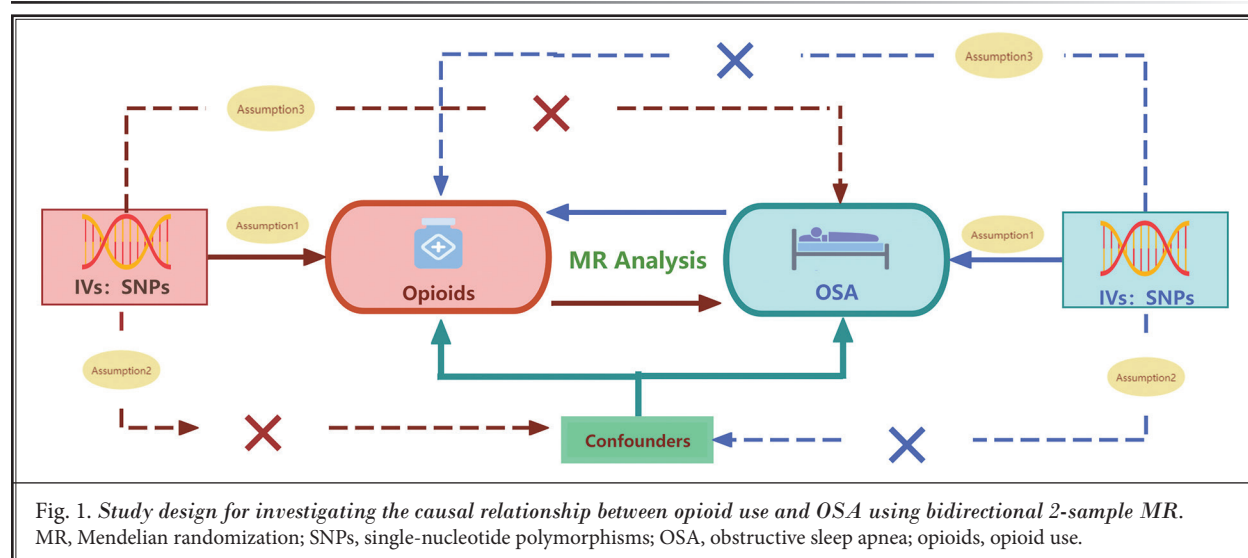 Assumption3
Assumption3
Assumption1
Assumption1
MR Analysis
IVs: SNPs
Opioids
OSA
IVs: SNPs
Assumption2
Assumption2
Confounders
Fig. 1. Study design for investigating the causal relationship between opioid use and OSA using bidirectional 2-sample MR.
MR, Mendelian randomization; SNPs, single-nucleotide polymorphisms; OSA, obstructive sleep apnea; opioids, opioid use.